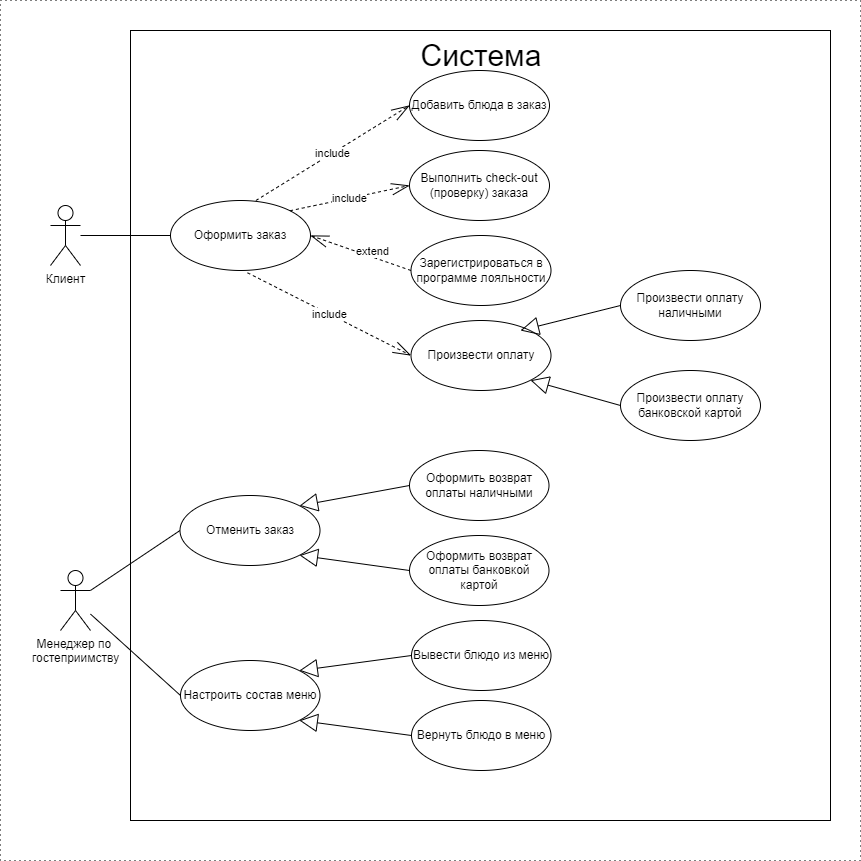 Система
Добавить блюда в заказ
include
Выполнить check-out
(проверку) заказа
include
Оформить заказ
Клиент
extend
Зарегистрироваться в
программе лояльности
include
Произвести оплату
наличными
Произвести оплату
Произвести оплату
банковской картой
Оформить возврат
оплаты наличными
Отменить заказ
Оформить возврат
оплаты банковкой
картой
Менеджер по
гостеприимству
Вывести блюдо из меню
Настроить состав меню
Вернуть блюдо в меню